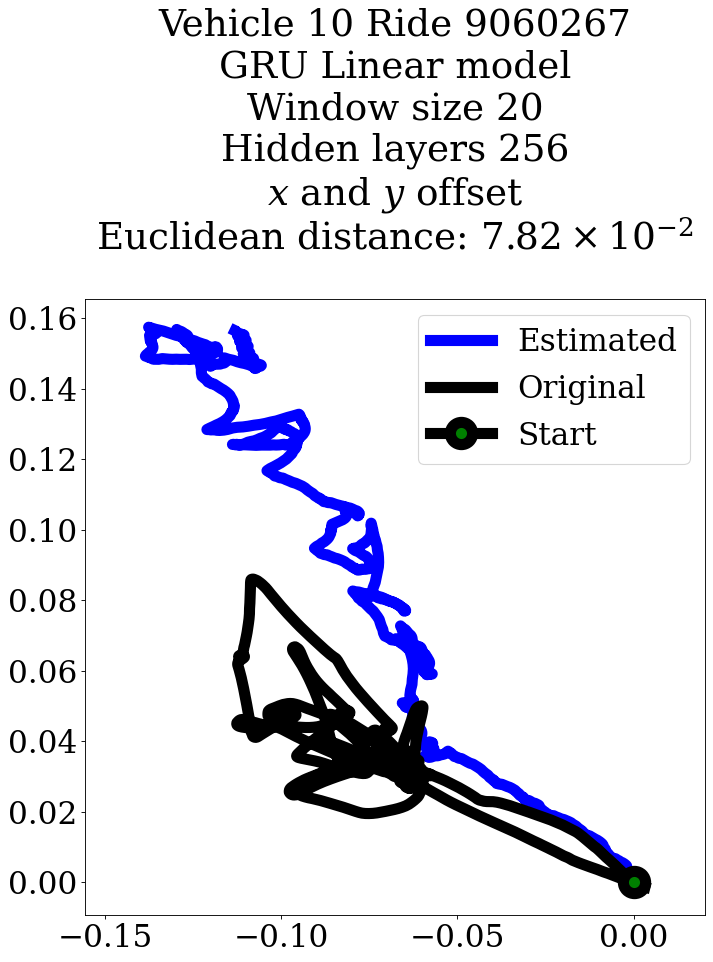 Vehicle 10 Ride 9060267
GRU Linear model
Window size 20
Hidden layers 256
x and y offset
Euclidean distance: 7.82 × 10⁻²
Estimated
Original
Start
0.16
0.14
0.12
0.10
0.08
0.06
0.04
0.02
0.00
−0.15 −0.10 −0.05 0.00